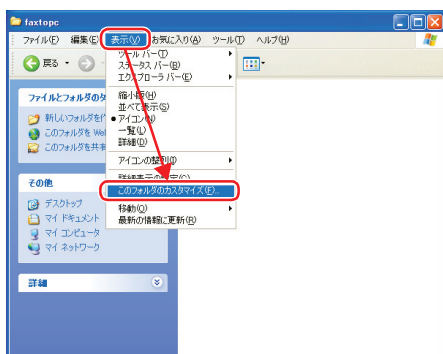 faxtopc
ファイル(F) 編集(E) 表示(V) お気に入り(A) ツール(T) ヘルプ(H)
戻る
ツール バー(T)
ステータス バー(B)
エクスプローラ バー(E)
縮小版(H)
並べて表示(S)
アイコン(N)
一覧(L)
詳細(D)
アイコンの整列(I)
詳細表示の設定(C)...
このフォルダのカスタマイズ(F)...
移動(O)
最新の情報に更新(R)
ファイルとフォルダのタ
新しいフォルダを作
このフォルダを Web
このフォルダを共有
その他
デスクトップ
マイ ドキュメント
マイ コンピュータ
マイ ネットワーク
詳細